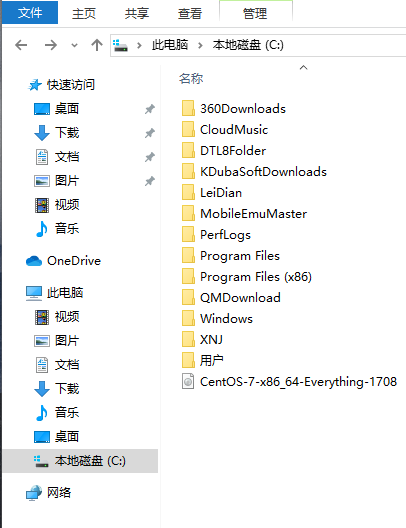 文件 主页 共享 查看 管理
此电脑 本地磁盘 (C:)
快速访问
桌面
下载
文档
图片
视频
音乐
OneDrive
此电脑
视频
图片
文档
下载
音乐
桌面
本地磁盘 (C:)
网络
名称
360Downloads
CloudMusic
DTL8Folder
KDubaSoftDownloads
LeiDian
MobileEmuMaster
PerfLogs
Program Files
Program Files (x86)
QMDownload
Windows
XNJ
用户
CentOS-7-x86_64-Everything-1708